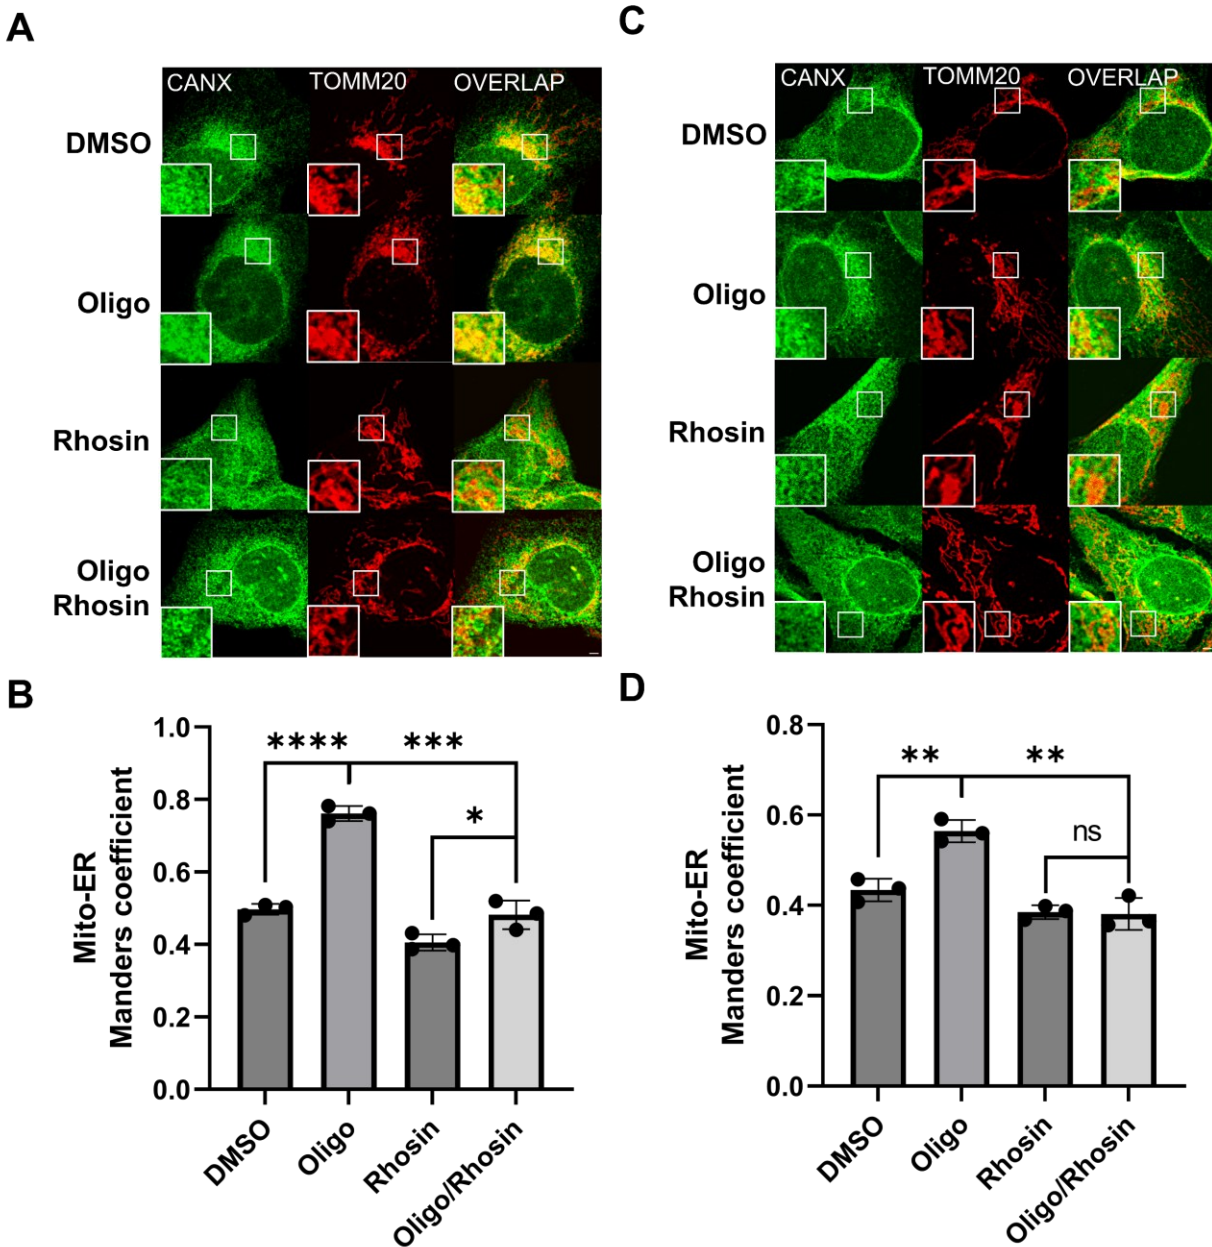 A
CANX TOMM20 OVERLAP
DMSO
Oligo
Rhosin
Oligo
Rhosin
C
CANX TOMM20 OVERLAP
DMSO
Oligo
Rhosin
Oligo
Rhosin
B
Mito-ER
Manders coefficient
1.0
0.8
0.6
0.4
0.2
0.0
**** ***
*
DMSO
Oligo
Rhosin
Oligo/Rhosin
D
Mito-ER
Manders coefficient
0.8
0.6
0.4
0.2
0.0
** **
ns
DMSO
Oligo
Rhosin
Oligo/Rhosin